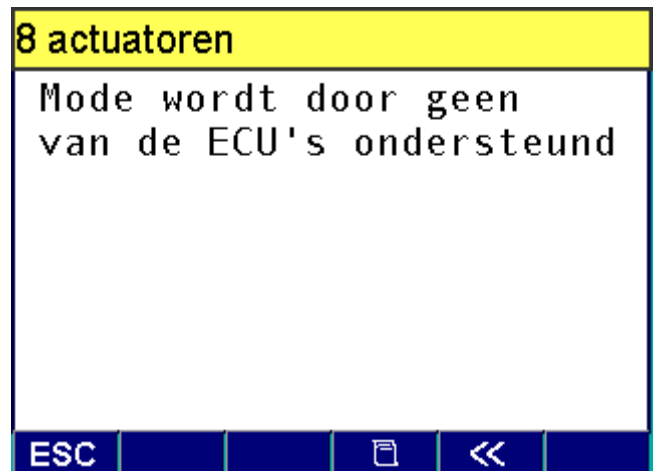 8 actuatoren
Mode wordt door geen
van de ECU's ondersteund
ESC <<